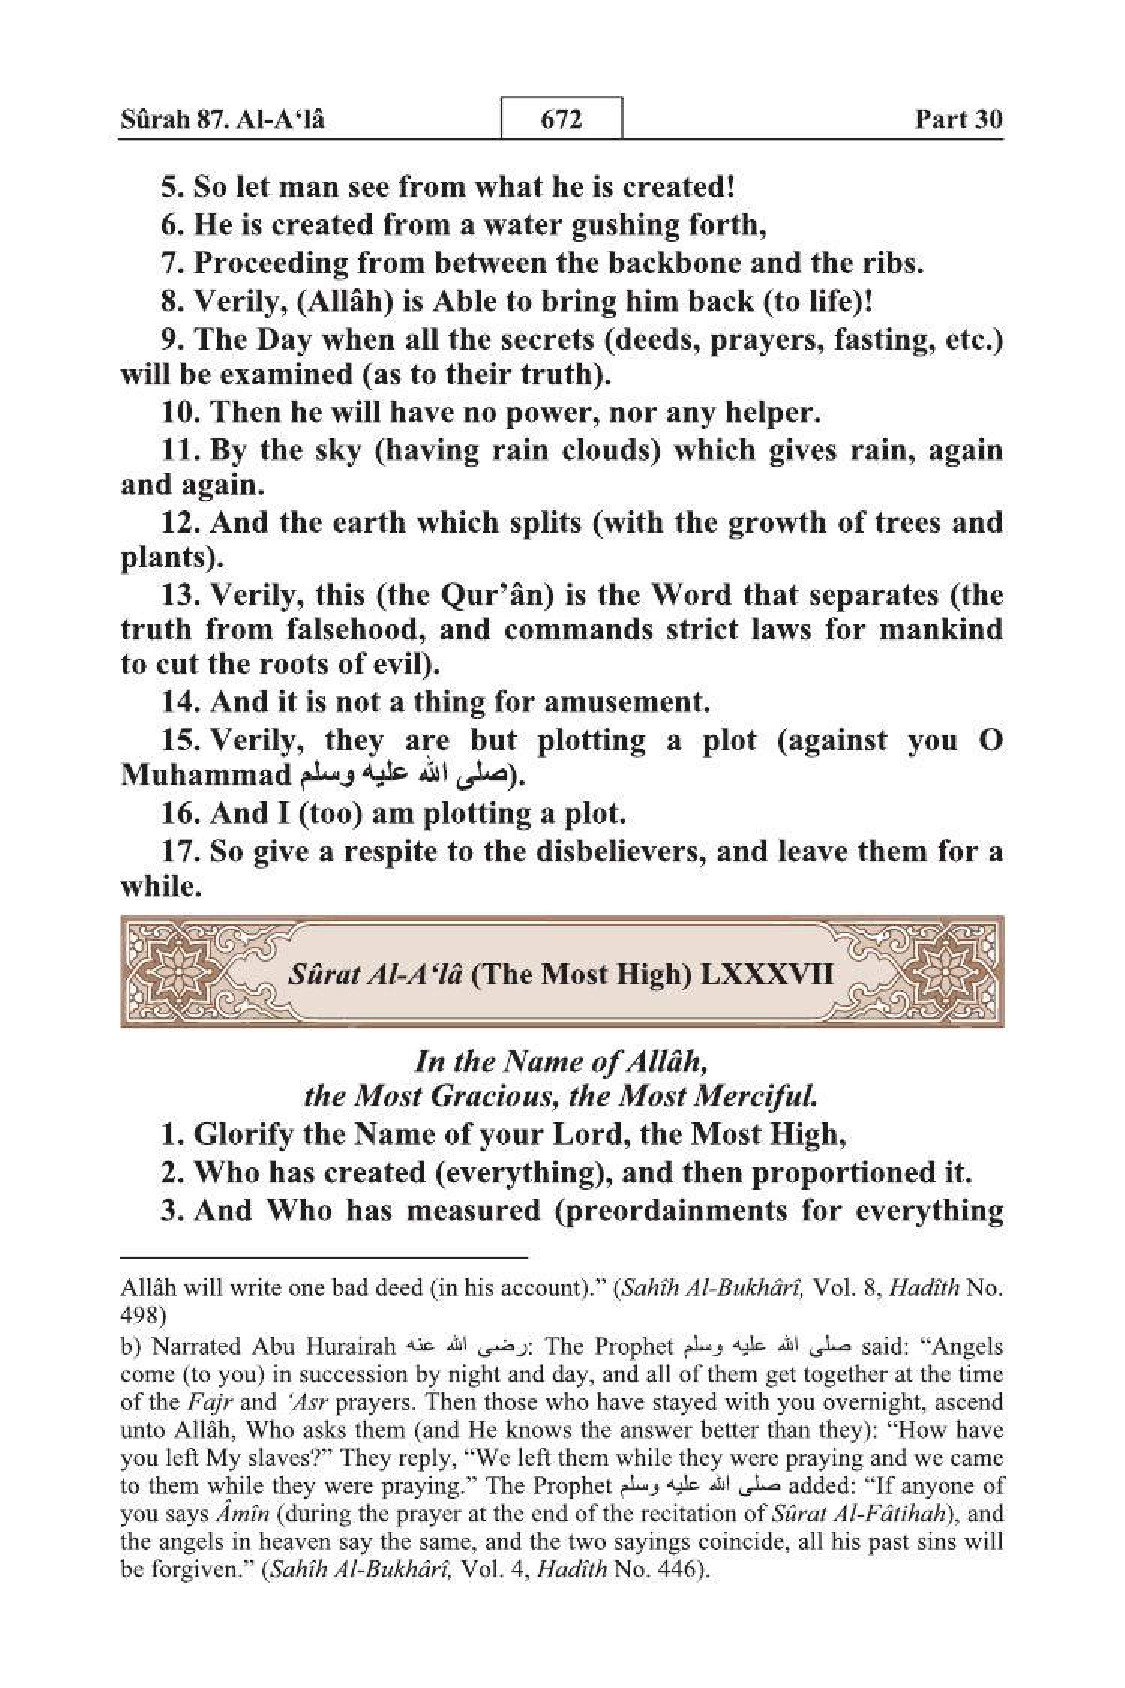 Sûrah 87. Al-A‘lâ 672 Part 30
5. So let man see from what he is created!
6. He is created from a water gushing forth,
7. Proceeding from between the backbone and the ribs.
8. Verily, (Allâh) is Able to bring him back (to life)!
9. The Day when all the secrets (deeds, prayers, fasting, etc.)
will be examined (as to their truth).
10. Then he will have no power, nor any helper.
11. By the sky (having rain clouds) which gives rain, again
and again.
12. And the earth which splits (with the growth of trees and
plants).
13. Verily, this (the Qur’ân) is the Word that separates (the
truth from falsehood, and commands strict laws for mankind
to cut the roots of evil).
14. And it is not a thing for amusement.
15. Verily, they are but plotting a plot (against you O
Muhammad صلى الله عليه وسلم).
16. And I (too) am plotting a plot.
17. So give a respite to the disbelievers, and leave them for a
while.
Sûrat Al-A‘lâ (The Most High) LXXXVII
In the Name of Allâh,
the Most Gracious, the Most Merciful.
1. Glorify the Name of your Lord, the Most High,
2. Who has created (everything), and then proportioned it.
3. And Who has measured (preordainments for everything
Allâh will write one bad deed (in his account).” (Sahîh Al-Bukhârî, Vol. 8, Hadîth No.
498)
b) Narrated Abu Hurairah رضى الله عنه: The Prophet صلى الله عليه وسلم said: “Angels
come (to you) in succession by night and day, and all of them get together at the time
of the Fajr and ‘Asr prayers. Then those who have stayed with you overnight, ascend
unto Allâh, Who asks them (and He knows the answer better than they): “How have
you left My slaves?” They reply, “We left them while they were praying and we came
to them while they were praying.” The Prophet صلى الله عليه وسلم added: “If anyone of
you says Âmîn (during the prayer at the end of the recitation of Sûrat Al-Fâtihah), and
the angels in heaven say the same, and the two sayings coincide, all his past sins will
be forgiven.” (Sahîh Al-Bukhârî, Vol. 4, Hadîth No. 446).